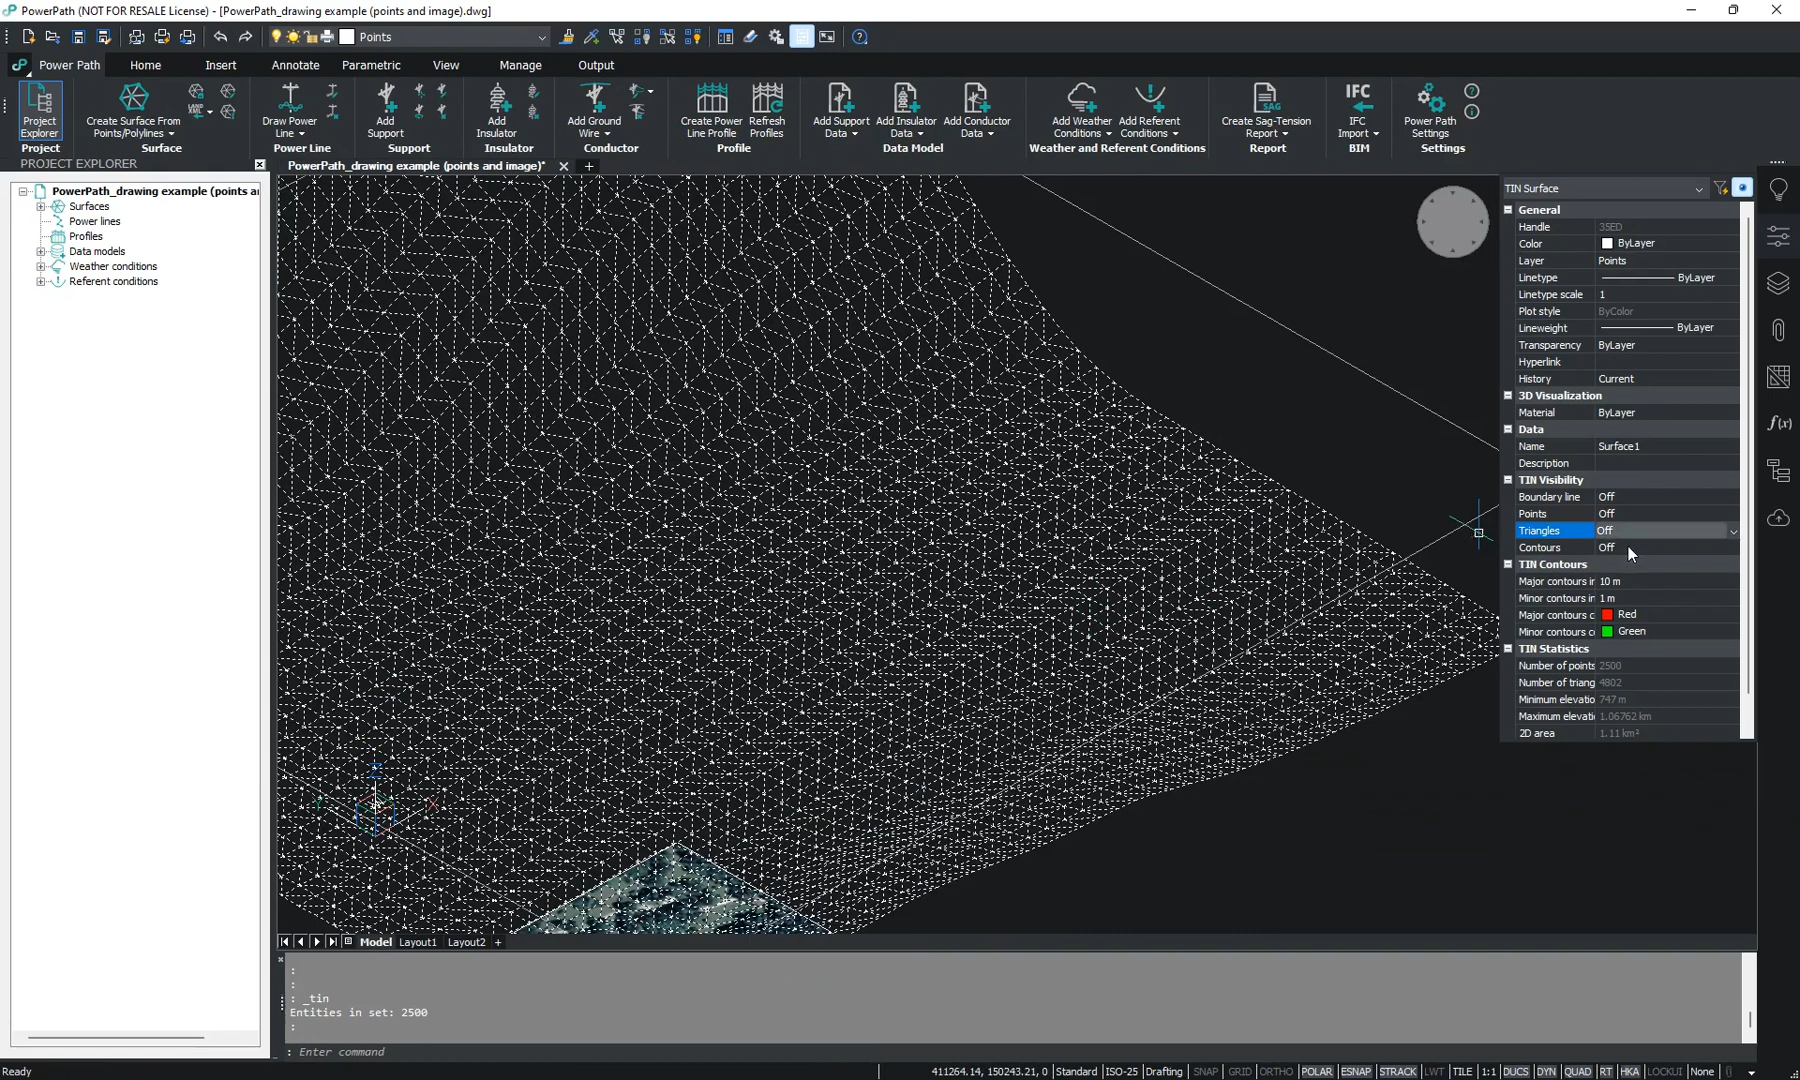 PowerPath (NOT FOR RESALE License) - [PowerPath_drawing example (points and image).dwg]
Points
Power Path Home Insert Annotate Parametric View Manage Output
Project Explorer
Project
Create Surface From Points/Polylines
LAND XML
Surface
Draw Power Line
Power Line
Add Support
Support
Add Insulator
Insulator
Add Ground Wire
Conductor
Create Power Line Profile
Refresh Profiles
Profile
Add Support Data
Add Insulator Data
Add Conductor Data
Data Model
Add Weather Conditions
Add Referent Conditions
Weather and Referent Conditions
SAG
Create Sag-Tension Report
Report
IFC
IFC Import
BIM
Power Path Settings
Settings
PROJECT EXPLORER
PowerPath_drawing example (points and image)*
PowerPath_drawing example (points ar
Surfaces
Power lines
Profiles
Data models
Weather conditions
Referent conditions
TIN Surface
General
Handle 35ED
Color ByLayer
Layer Points
Linetype ByLayer
Linetype scale 1
Plot style ByColor
Lineweight ByLayer
Transparency ByLayer
Hyperlink
History Current
3D Visualization
Material ByLayer
Data
Name Surface1
Description
TIN Visibility
Boundary line Off
Points Off
Triangles Off
Contours Off
TIN Contours
Major contours in 10 m
Minor contours in 1 m
Major contours c Red
Minor contours c Green
TIN Statistics
Number of points 2500
Number of triang 4802
Minimum elevatio 747 m
Maximum elevati 1.06762 km
2D area 1.11 km²
f(x)
Z
Y
X
Model Layout1 Layout2 +
:
:
: _tin
Entities in set: 2500
:
: Enter command
Ready
411264.14, 150243.21, 0 Standard ISO-25 Drafting SNAP GRID ORTHO POLAR ESNAP STRACK LWT TILE 1:1 DUCS DYN QUAD RT HKA LOCKUI None